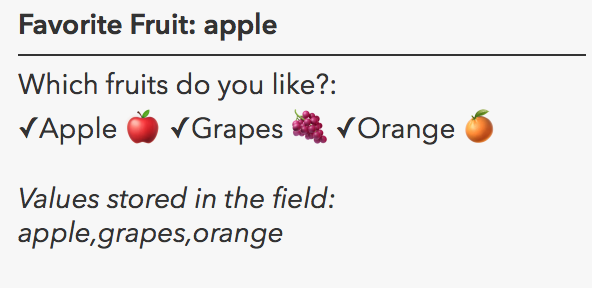 Favorite Fruit: apple
Which fruits do you like?:
✓Apple 🍎 ✓Grapes 🍇 ✓Orange 🍊
Values stored in the field:
apple,grapes,orange